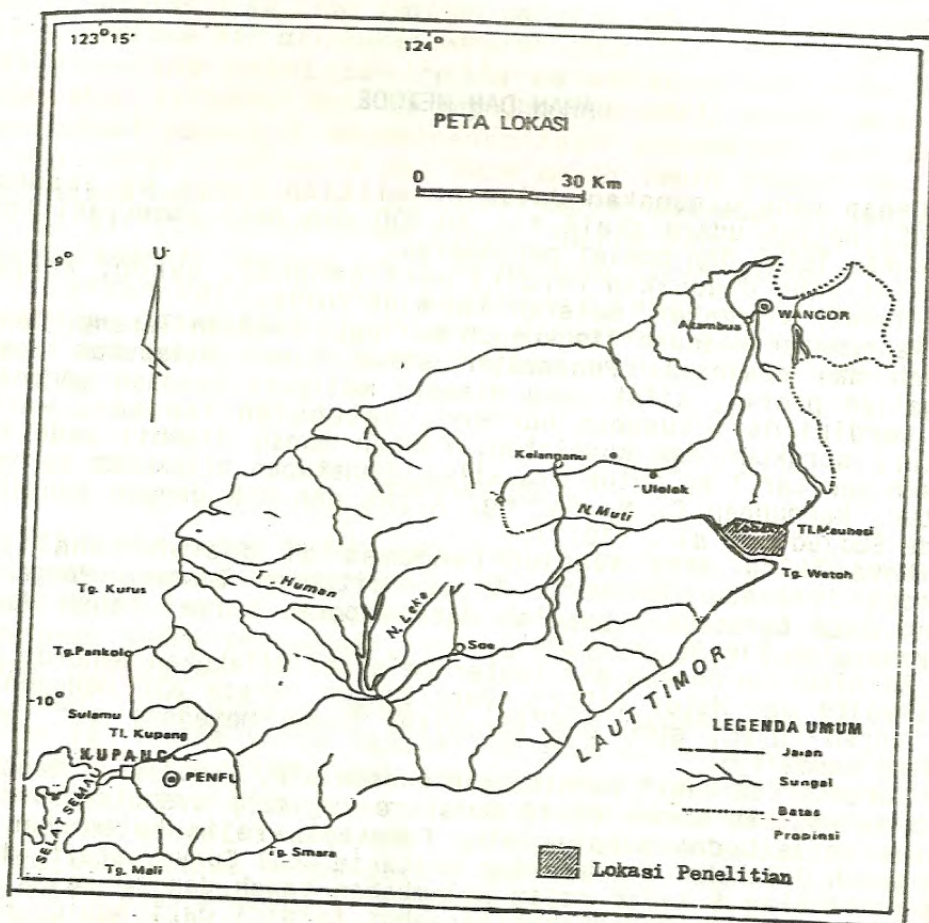 123° 15'
124°
PETA LOKASI
0 30 Km
9°
U
Atambua
WANGOR
Kelanganu
Ulolok
N. Muti
Tl. Maubesi
Tg. Wetoh
T. Human
N. Leke
Tg. Kurus
Soe
Tg. Pankolo
LAUT TIMOR
10°
Sulamu
Tl. Kupang
KUPANG
PENFUI
SELAT SEMAU
Tg. Smara
Tg. Mali
LEGENDA UMUM
Jalan
Sungai
Batas
Propinsi
Lokasi Penelitian